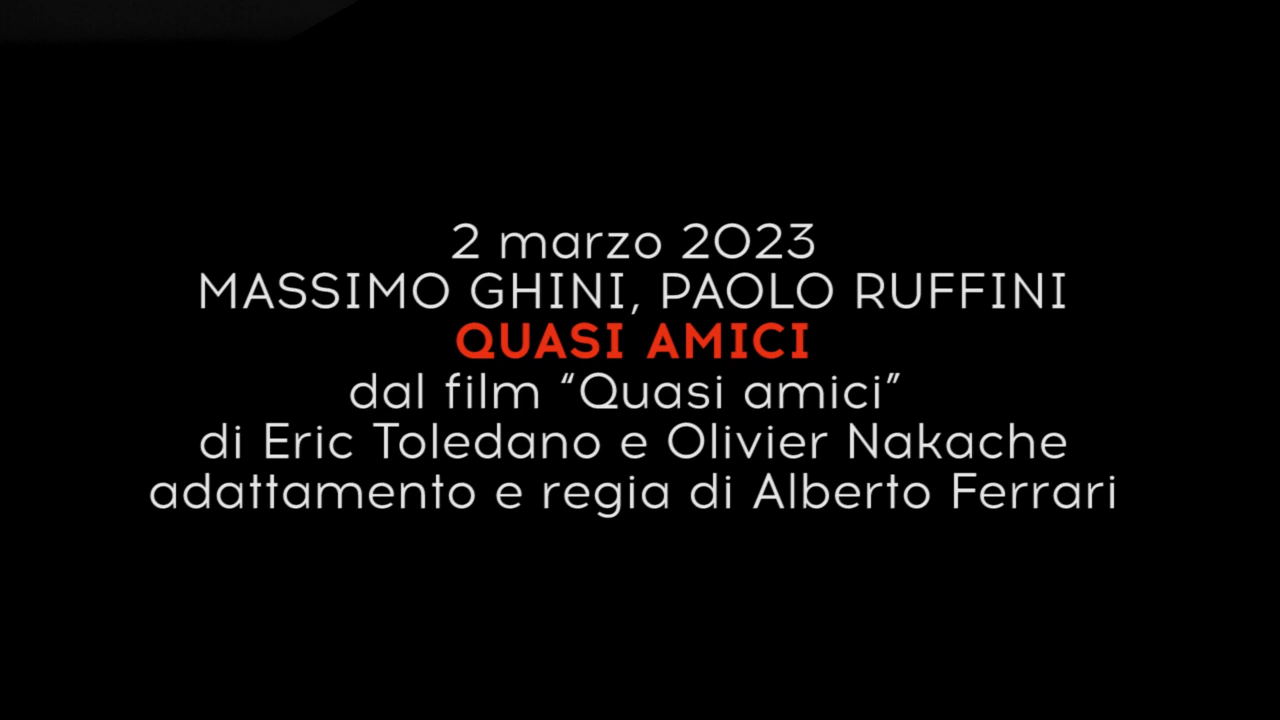 2 marzo 2023
MASSIMO GHINI, PAOLO RUFFINI
QUASI AMICI
dal film “Quasi amici”
di Eric Toledano e Olivier Nakache
adattamento e regia di Alberto Ferrari